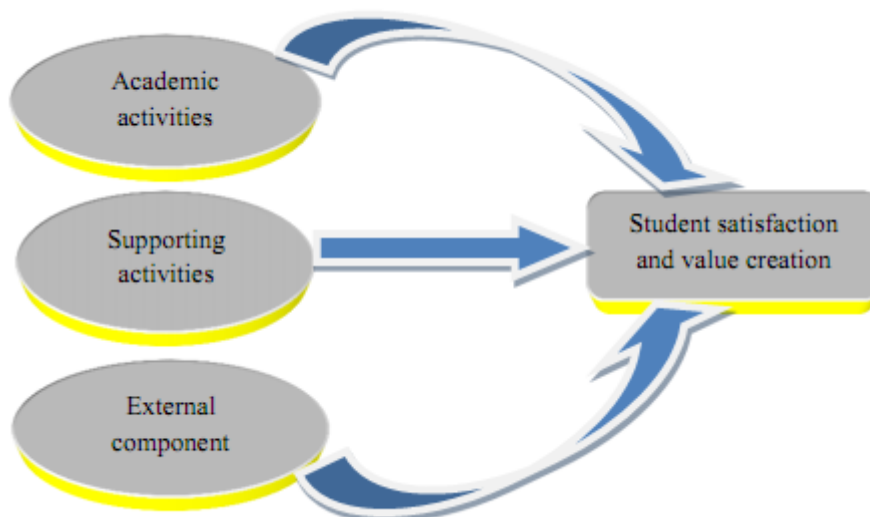 Academic
activities
Supporting
activities
Student satisfaction
and value creation
External
component